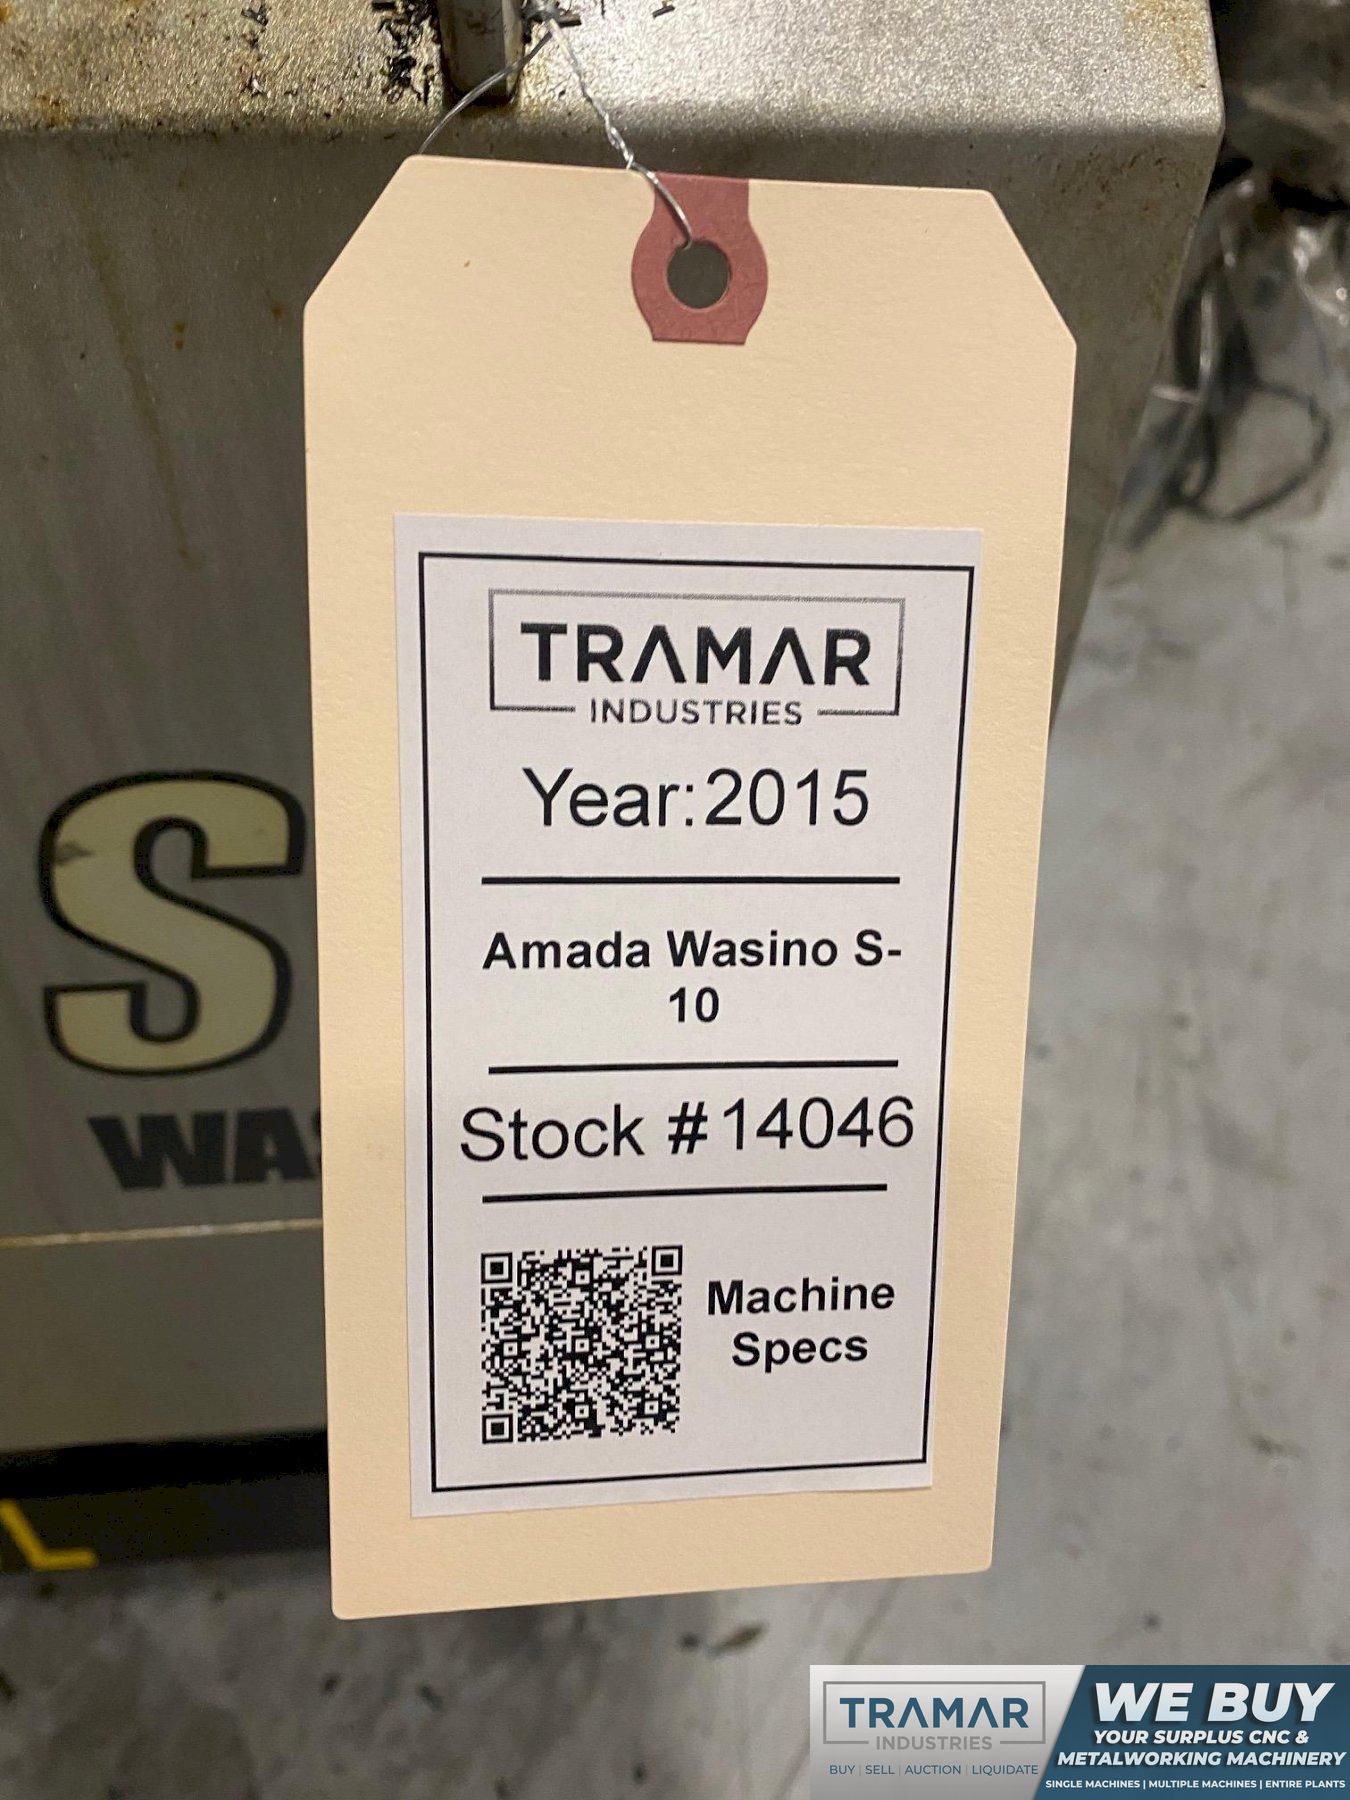 TRAMAR
INDUSTRIES
Year:2015
Amada Wasino S-
10
Stock #14046
Machine
Specs
S
WAS
TRAMAR
INDUSTRIES
BUY | SELL | AUCTION | LIQUIDATE
WE BUY
YOUR SURPLUS CNC &
METALWORKING MACHINERY
SINGLE MACHINES | MULTIPLE MACHINES | ENTIRE PLANTS